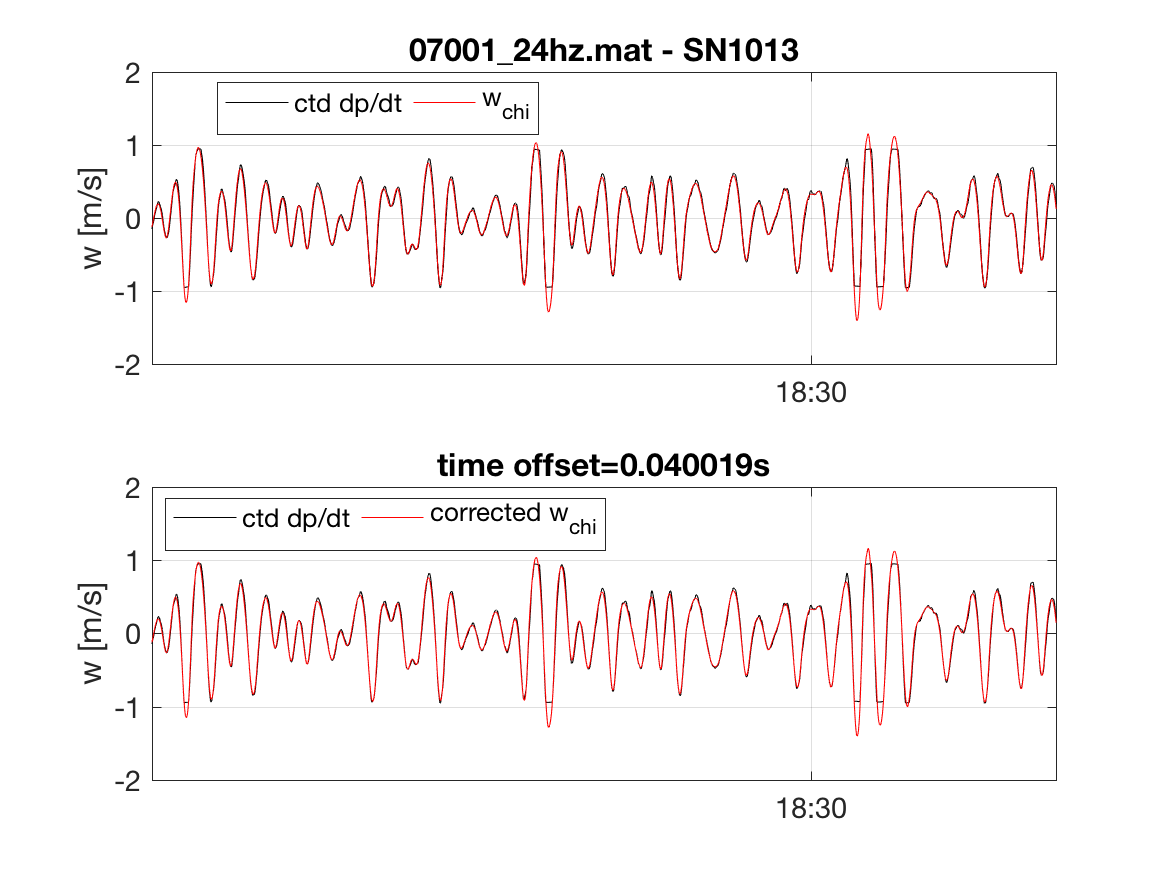 07001_24hz.mat - SN1013
2
ctd dp/dt w_chi
1
0
-1
-2
w [m/s]
18:30
time offset=0.040019s
2
ctd dp/dt corrected w_chi
1
0
-1
-2
w [m/s]
18:30